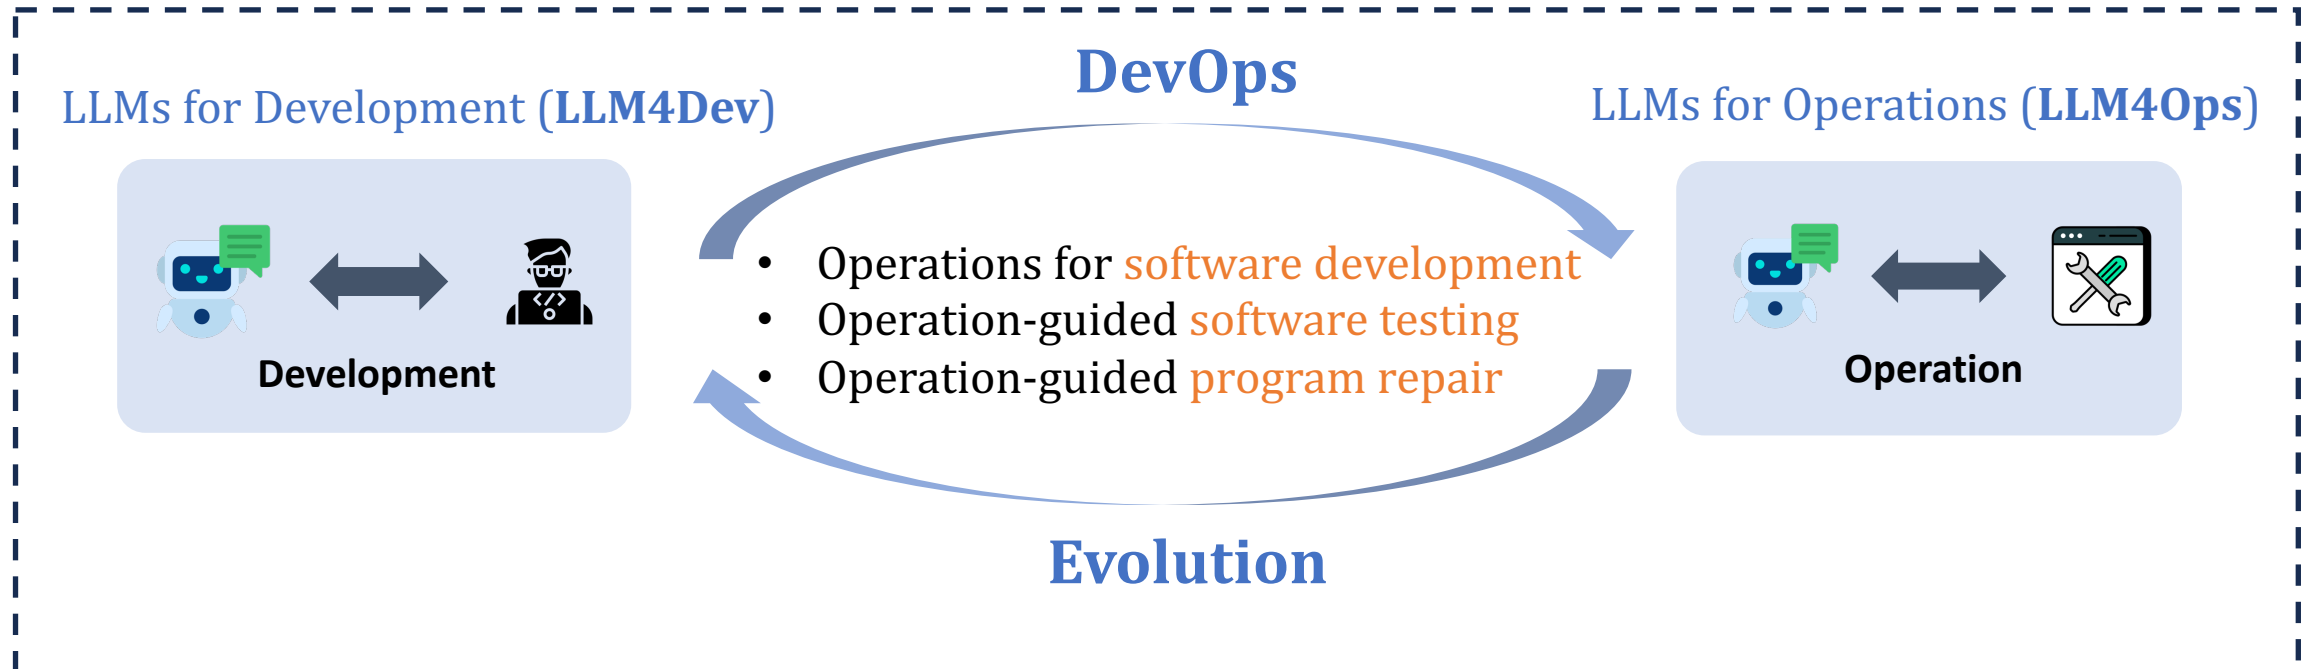 DevOps
LLMs for Development (LLM4Dev)
LLMs for Operations (LLM4Ops)
• Operations for software development
• Operation-guided software testing
• Operation-guided program repair
Development
Operation
Evolution